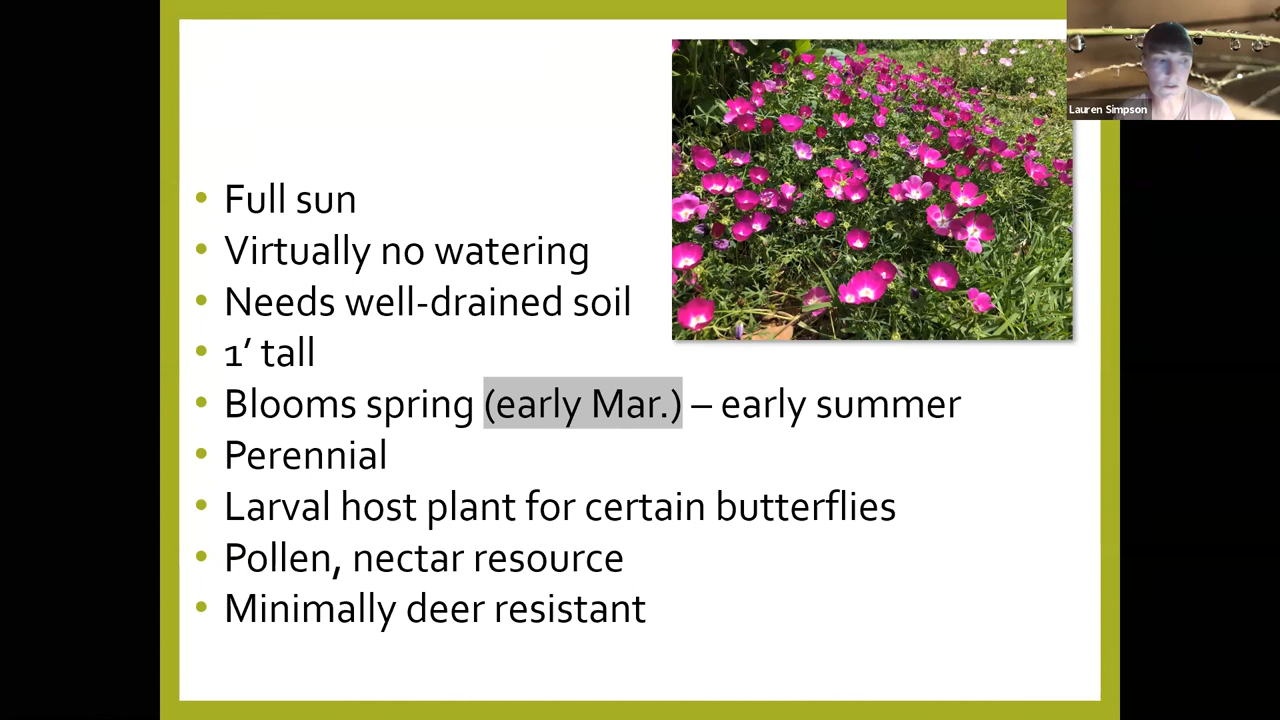 Lauren Simpson
• Full sun
• Virtually no watering
• Needs well-drained soil
• 1’ tall
• Blooms spring (early Mar.) – early summer
• Perennial
• Larval host plant for certain butterflies
• Pollen, nectar resource
• Minimally deer resistant